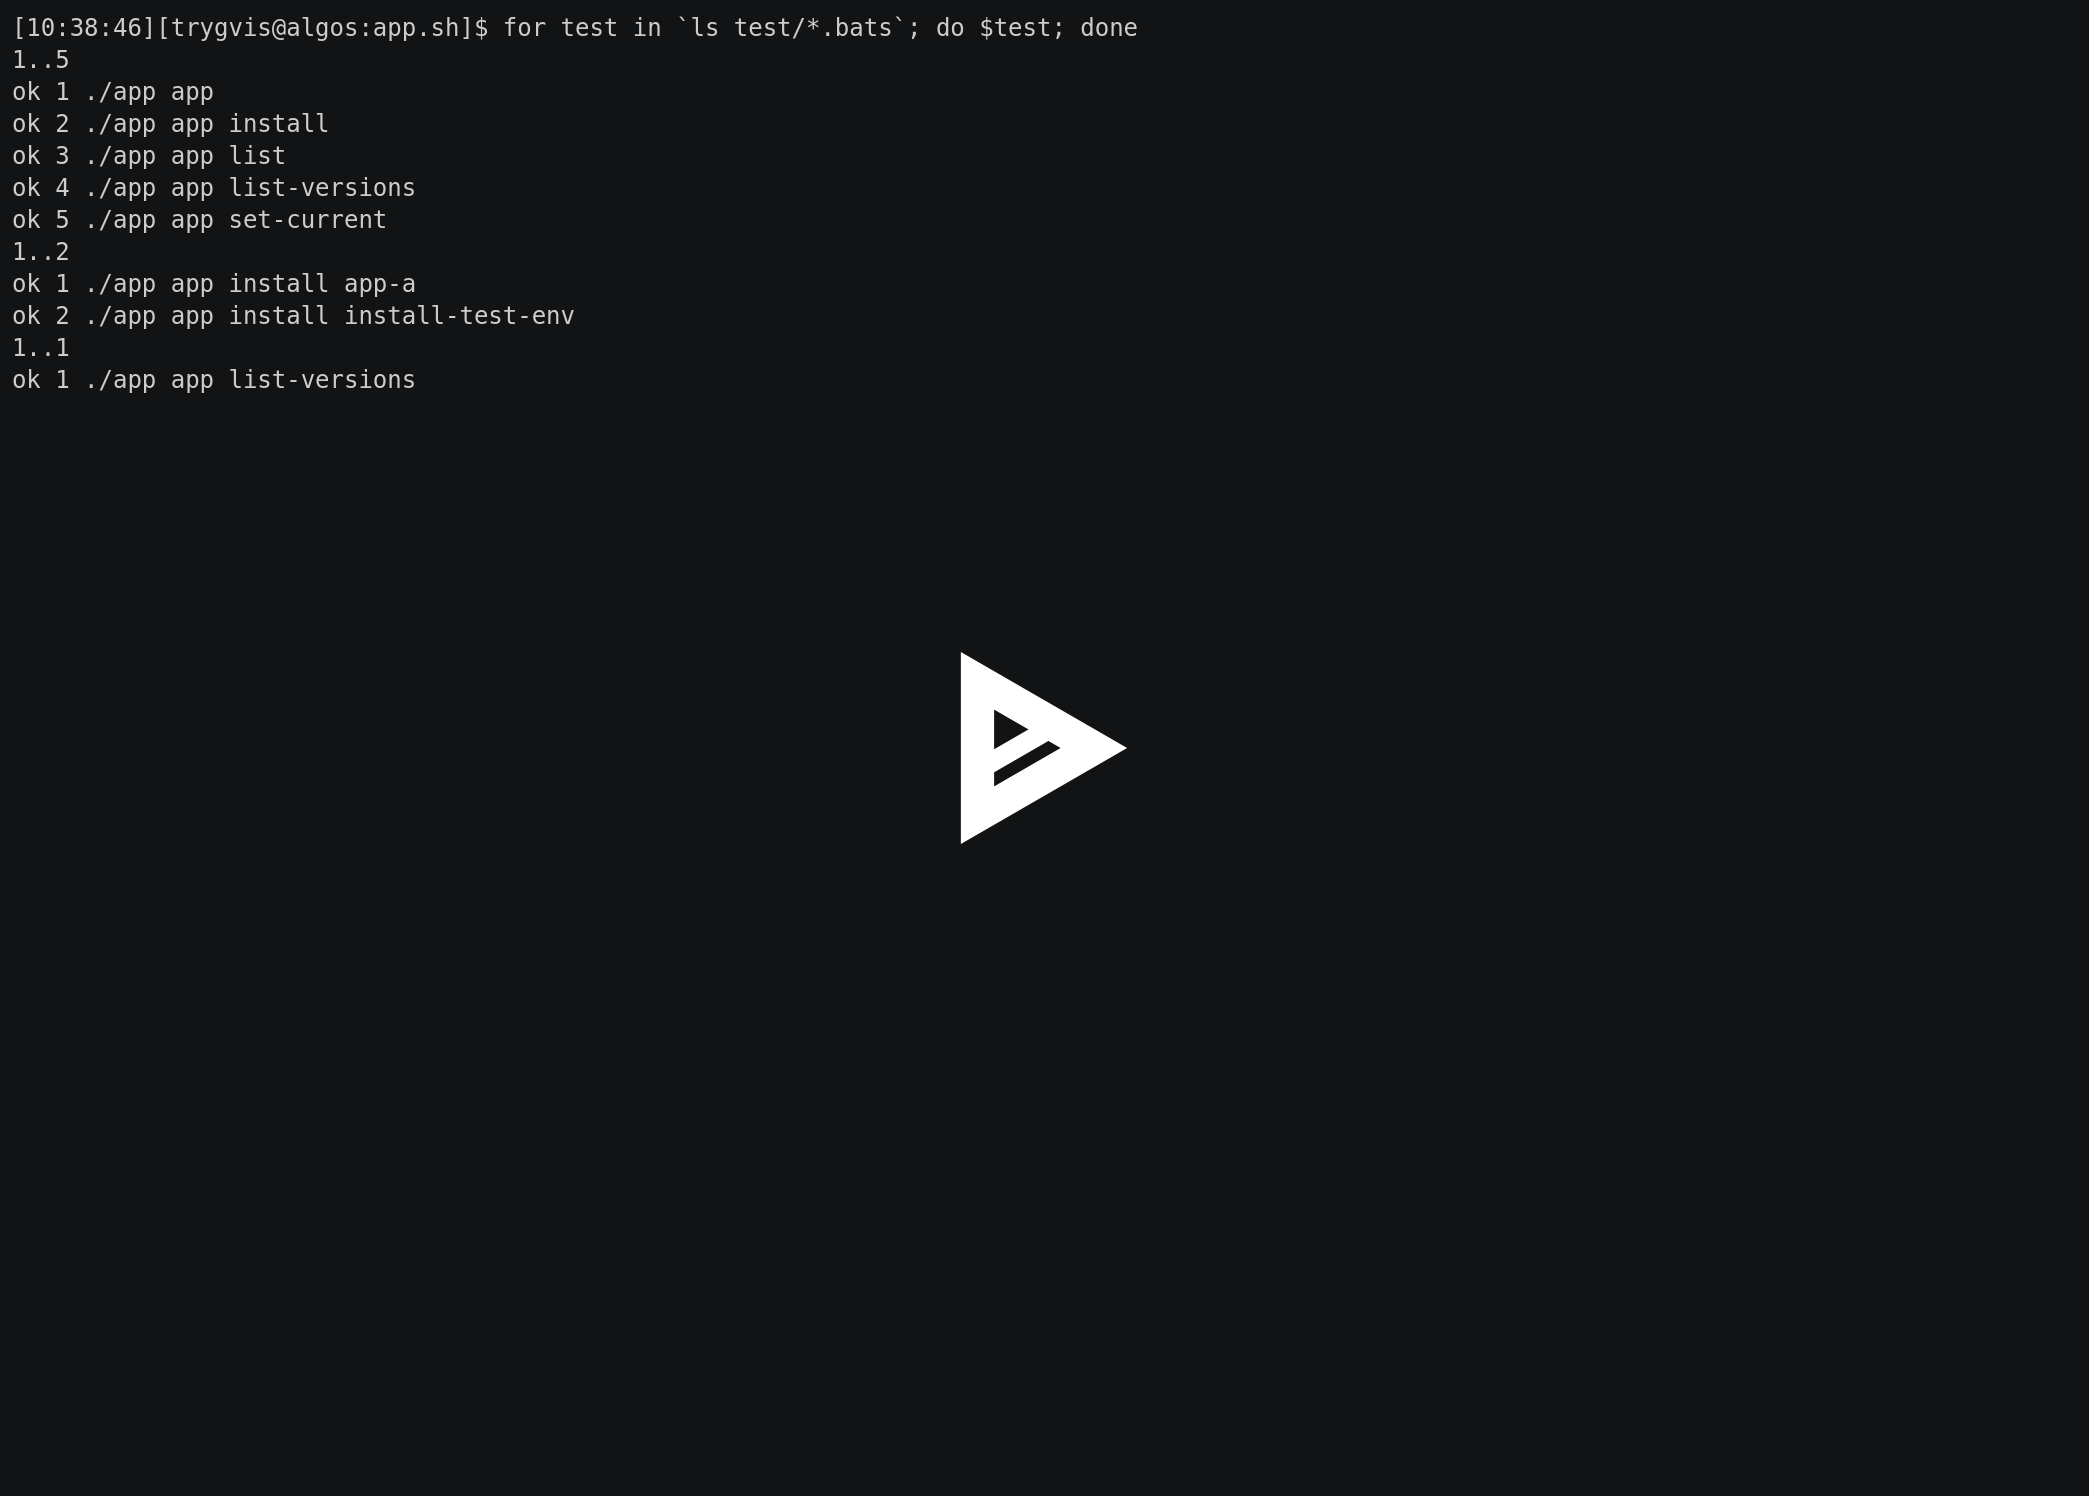 [10:38:46][trygvis@algos:app.sh]$ for test in `ls test/*.bats`; do $test; done
1..5
ok 1 ./app app
ok 2 ./app app install
ok 3 ./app app list
ok 4 ./app app list-versions
ok 5 ./app app set-current
1..2
ok 1 ./app app install app-a
ok 2 ./app app install install-test-env
1..1
ok 1 ./app app list-versions